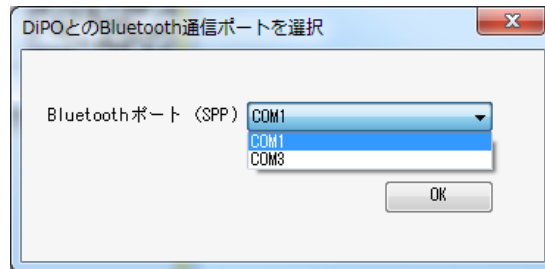 DiPOとのBluetooth通信ポートを選択
Bluetoothポート (SPP) COM1
COM1
COM3
OK